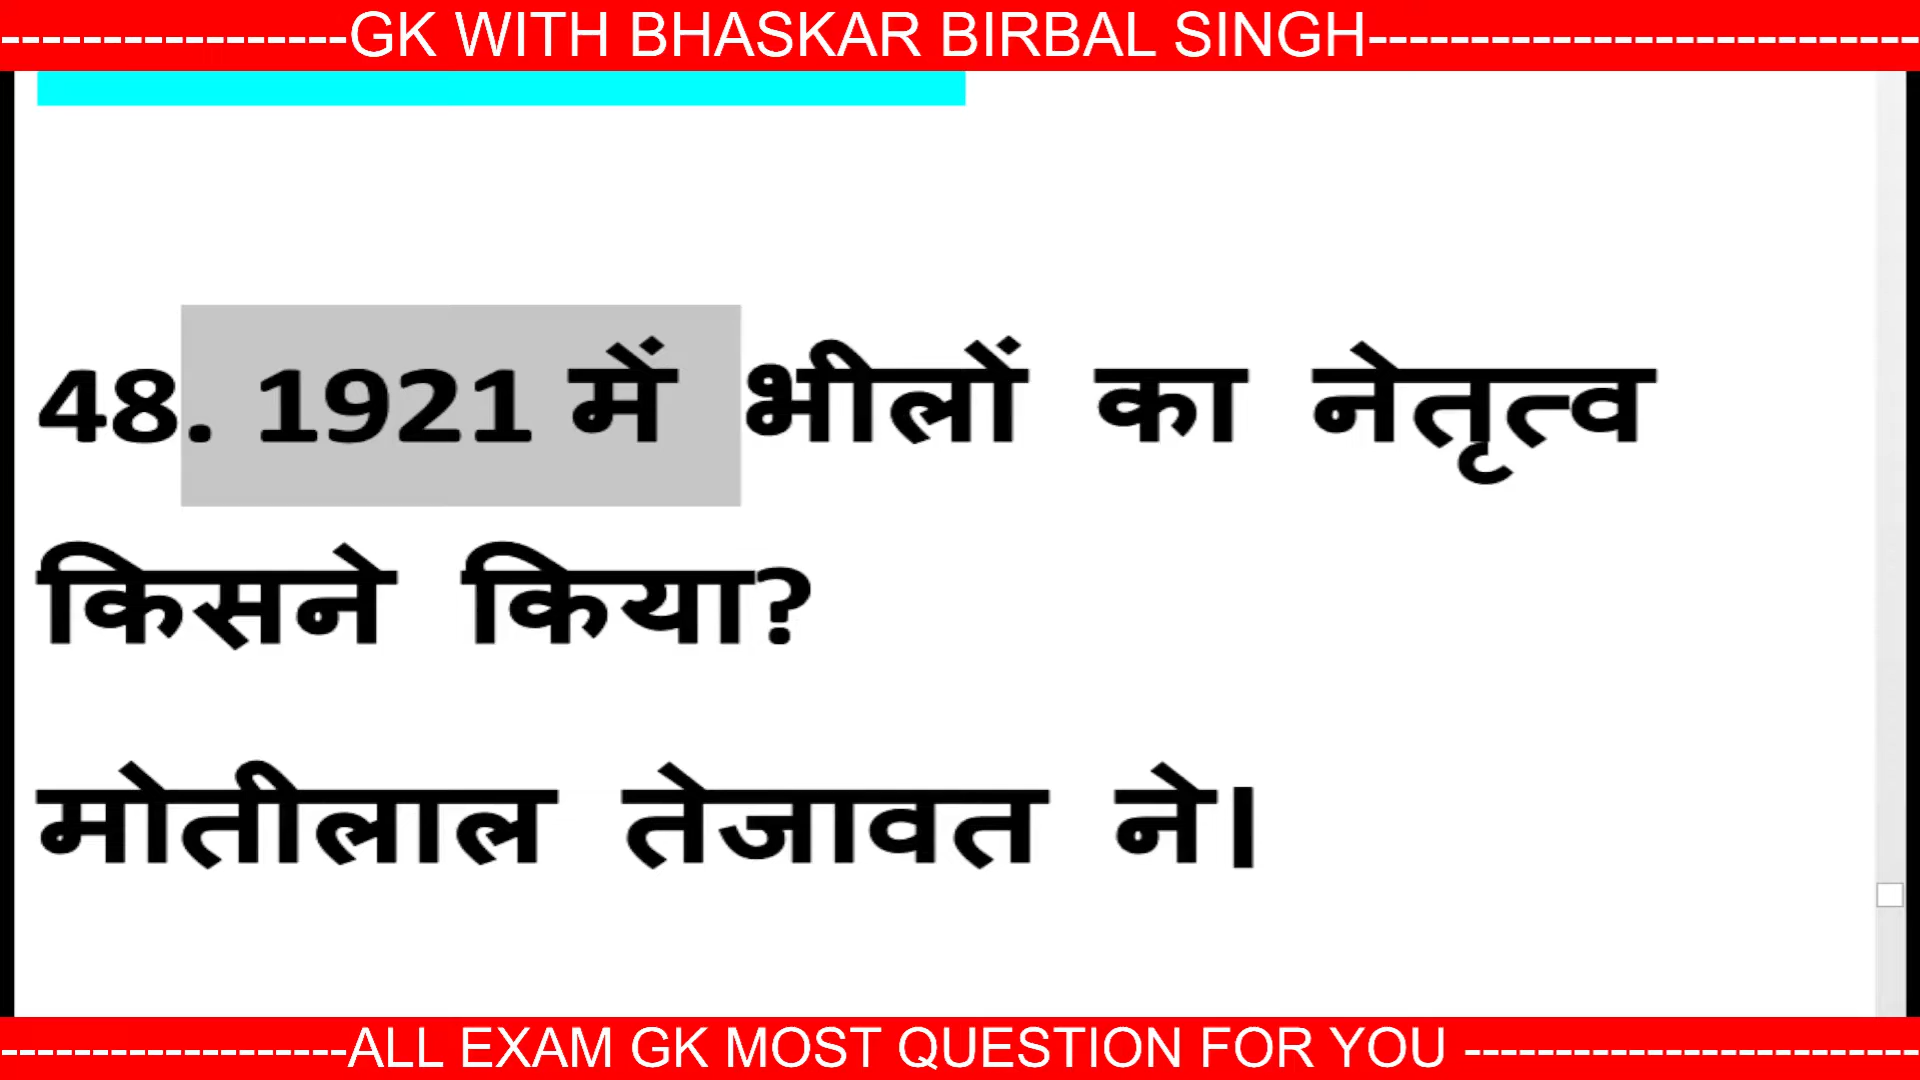 -----------------GK WITH BHASKAR BIRBAL SINGH---------------------------
48. 1921 में भीलों का नेतृत्व
किसने किया?
मोतीलाल तेजावत ने।
-------------------ALL EXAM GK MOST QUESTION FOR YOU -------------------------